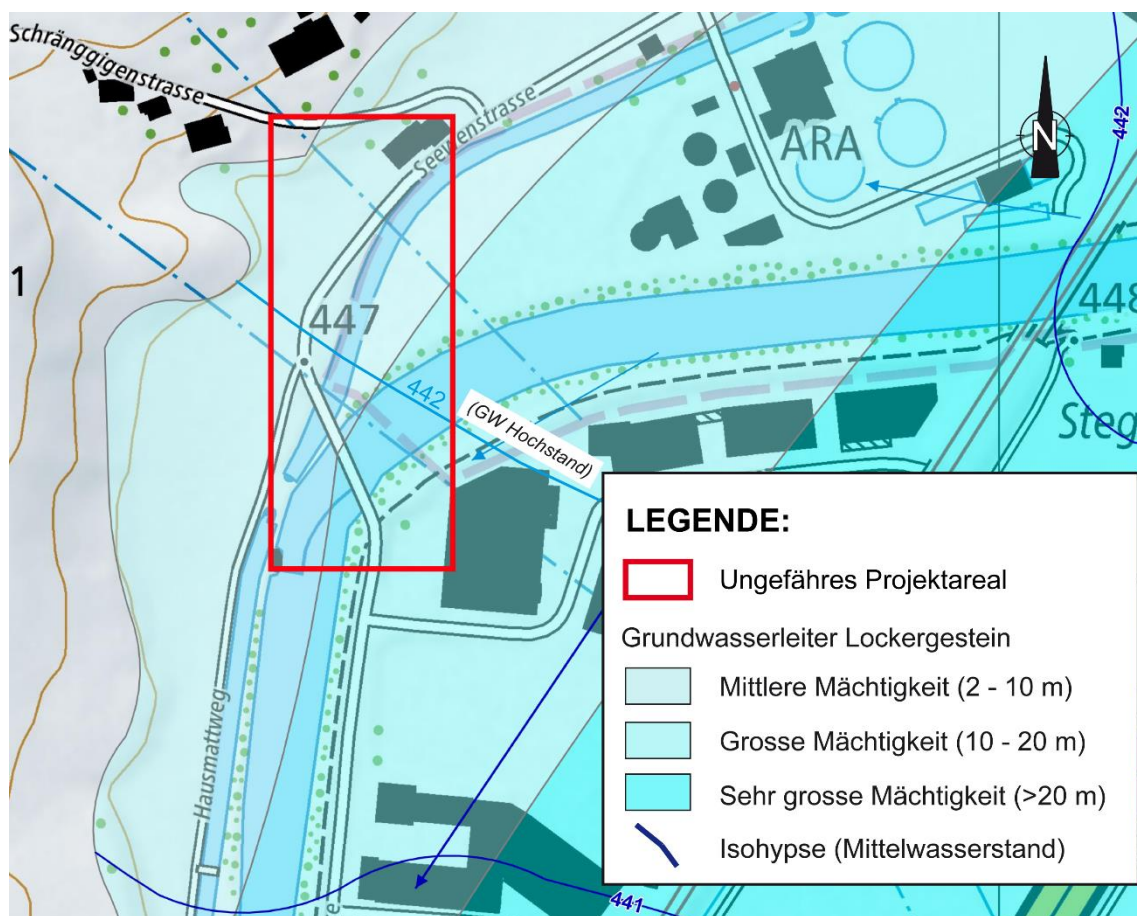 Schränggigenstrasse
Seewenstrasse
ARA
N
442
1
447
442
(GW Hochstand)
448
Steg
Hausmattweg
441
LEGENDE:
Ungefähres Projektareal
Grundwasserleiter Lockergestein
Mittlere Mächtigkeit (2 - 10 m)
Grosse Mächtigkeit (10 - 20 m)
Sehr grosse Mächtigkeit (>20 m)
Isohypse (Mittelwasserstand)